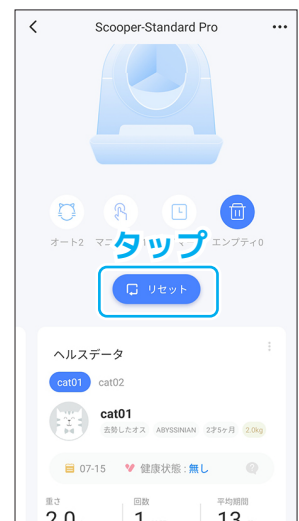 Scooper-Standard Pro
オート2
エンプティ0
タップ
リセット
ヘルスデータ
cat01 cat02
cat01
去勢したオス ABYSSINIAN 2才5ヶ月 2.0kg
07-15 健康状態 : 無し
重さ 回数 平均期間
2.0 1 13